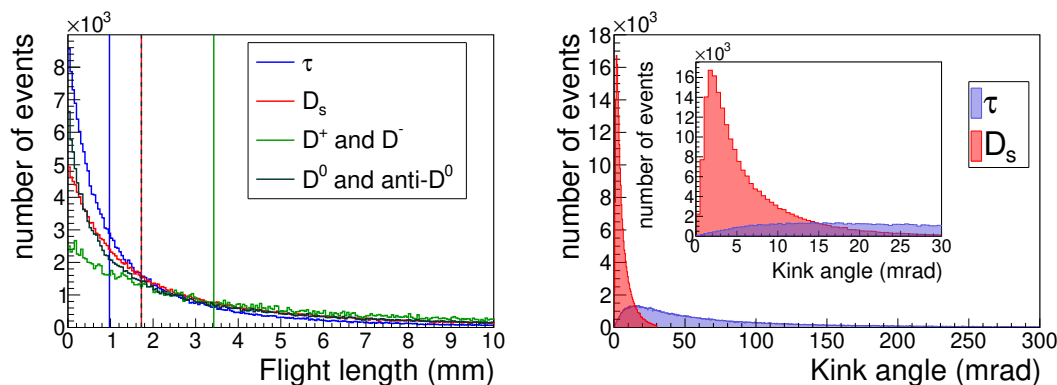 ×10³
number of events
9
8
7
6
5
4
3
2
1
0
0 1 2 3 4 5 6 7 8 9 10
Flight length (mm)
τ
Dₛ
D⁺ and D⁻
D⁰ and anti-D⁰
×10³
number of events
18
16
14
12
10
8
6
4
2
0
0 50 100 150 200 250 300
Kink angle (mrad)
×10³
number of events
16
14
12
10
8
6
4
2
0
0 5 10 15 20 25 30
Kink angle (mrad)
τ
Dₛ